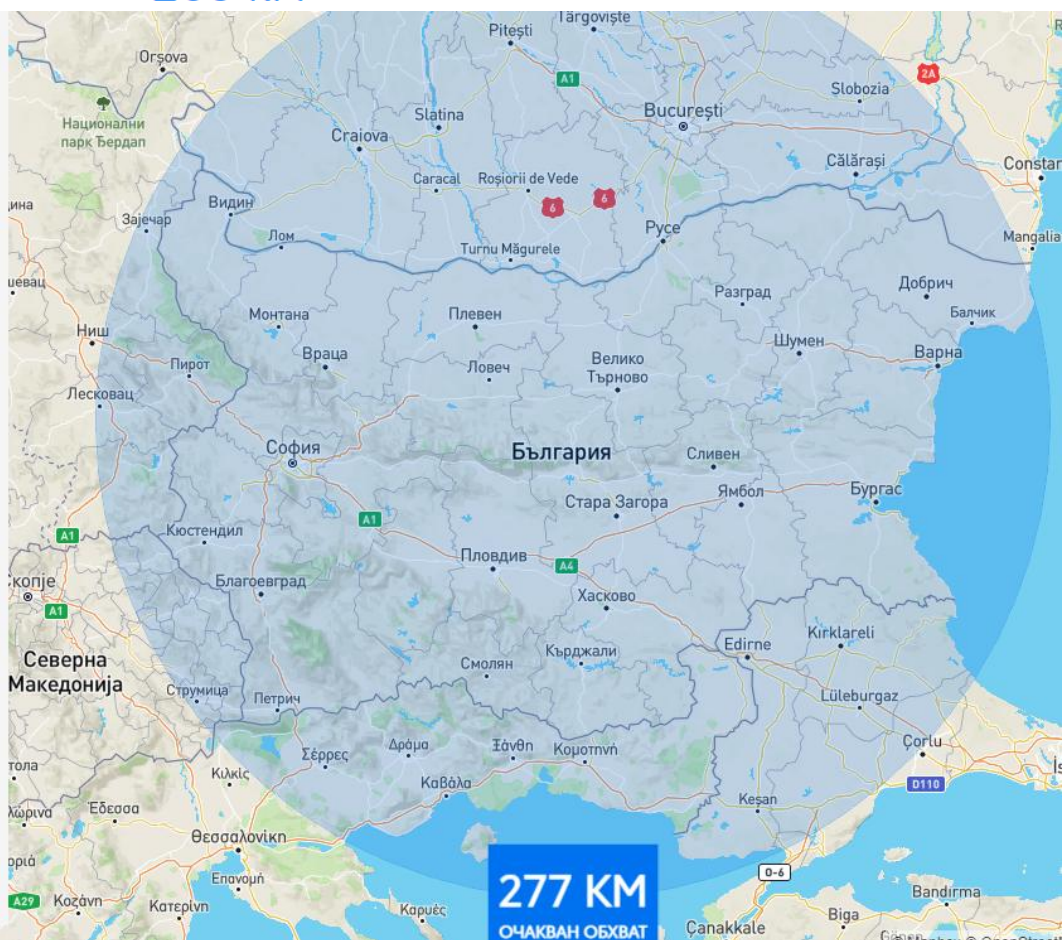 Târgoviște
Pitești
Orșova
A1
2A
Slobozia
București
Национални
парк Ђердап
Slatina
Craiova
Călărași
Constan
Caracal
Roșiorii de Vede
Видин
6
6
Зајечар
Русе
Лом
Turnu Măgurele
Mangalia
Добрич
Разград
Балчик
Монтана
Плевен
Ниш
Шумен
Враца
Велико
Търново
Варна
Пирот
Ловеч
Лесковац
София
България
Сливен
Ямбол
Бургас
Стара Загора
A1
A1
Кюстендил
Пловдив
A4
Скопје
Благоевград
A1
Хасково
Северна
Македонија
Edirne
Kırklareli
Смолян
Кърджали
Струмица
Петрич
Lüleburgaz
Σέρρες
Δράμα
Ξάνθη
Κομοτηνή
Çorlu
Κιλκίς
Καβάλα
D110
Keşan
Έδεσσα
Θεσσαλονίκη
O-6
Επανομή
277 KM
ОЧАКВАН ОБХВАТ
A29
Κοζάνη
Κατερίνη
Καρυές
Çanakkale
Biga
Bandırma